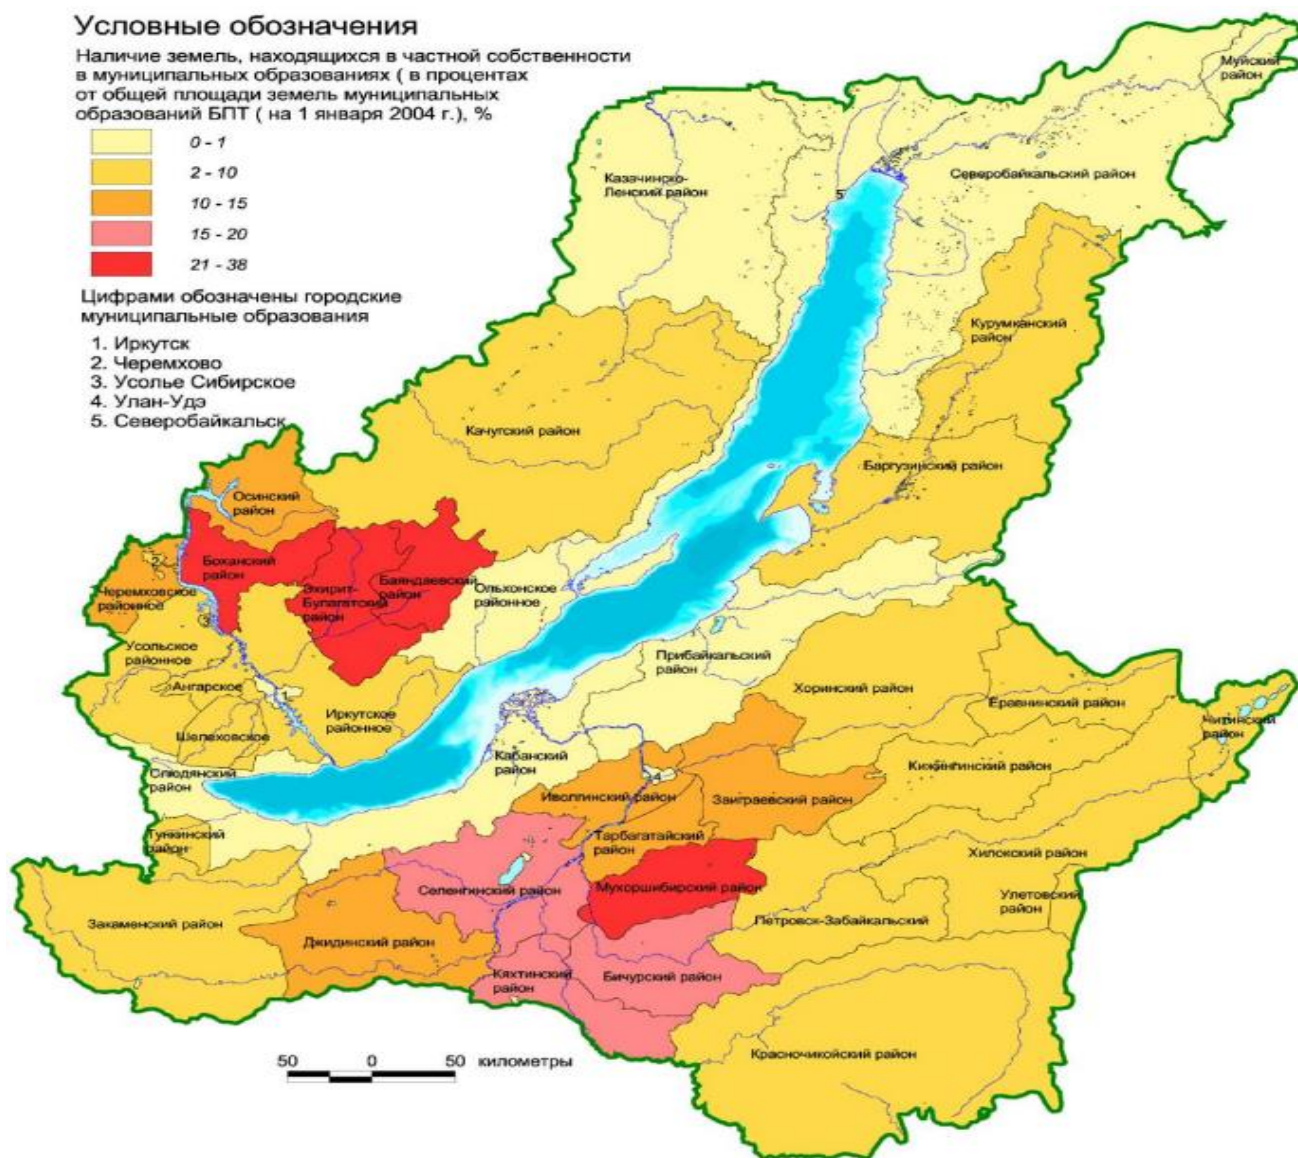 Условные обозначения
Наличие земель, находящихся в частной собственности
в муниципальных образованиях ( в процентах
от общей площади земель муниципальных
образований БПТ ( на 1 января 2004 г.), %
0 - 1
2 - 10
10 - 15
15 - 20
21 - 38
Цифрами обозначены городские
муниципальные образования
1. Иркутск
2. Черемхово
3. Усолье Сибирское
4. Улан-Удэ
5. Северобайкальск
Муйский
район
Казачинско-
Ленский район
5
Северобайкальский район
Курумканский
район
Качугский район
Баргузинский район
Осинский
район
2
Боханский
район
Черемховское
районное
Эхирит-
Булагатский
район
Баяндаевский
район
Ольхонское
районное
3
Усольское
районное
Ангарское
1
Иркутское
районное
Шелеховское
Прибайкальский
район
Хоринский район
Еравнинский район
Читинский
район
Слюдянский
район
Кабанский
район
4
Кижингинский район
Иволгинский район
Заиграевский район
Тункинский
район
Тарбагатайский
район
Хилокский район
Селенгинский район
Мухоршибирский район
Улетовский
район
Закаменский район
Петровск-Забайкальский
Джидинский район
Кяхтинский
район
Бичурский район
Красночикойский район
50 0 50 километры